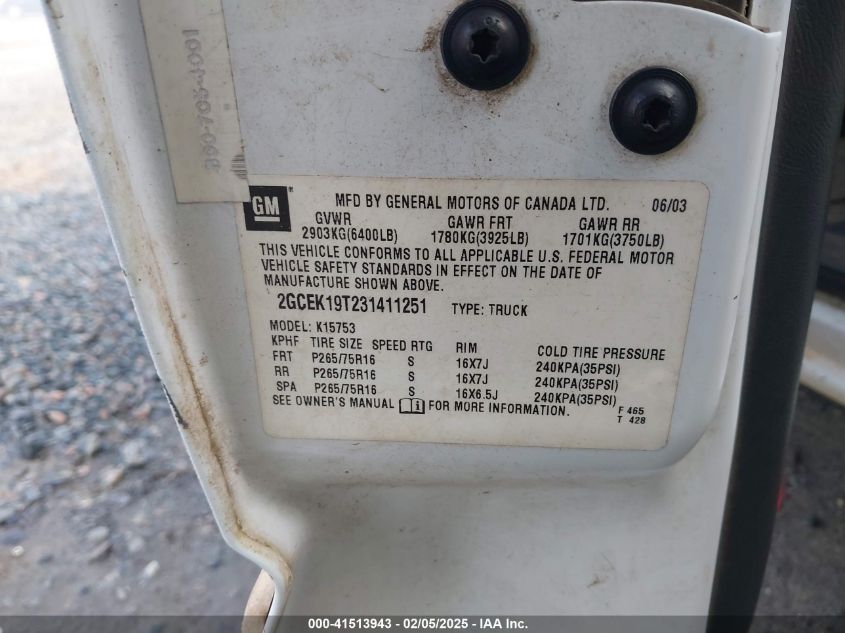 890-405-1001
GM
MFD BY GENERAL MOTORS OF CANADA LTD. 06/03
GVWR GAWR FRT GAWR RR
2903KG(6400LB) 1780KG(3925LB) 1701KG(3750LB)
THIS VEHICLE CONFORMS TO ALL APPLICABLE U.S. FEDERAL MOTOR
VEHICLE SAFETY STANDARDS IN EFFECT ON THE DATE OF
MANUFACTURE SHOWN ABOVE.
2GCEK19T231411251 TYPE: TRUCK
MODEL: K15753
KPHF TIRE SIZE SPEED RTG RIM COLD TIRE PRESSURE
FRT P265/75R16 S 16X7J 240KPA(35PSI)
RR P265/75R16 S 16X7J 240KPA(35PSI)
SPA P265/75R16 S 16X6.5J 240KPA(35PSI)
SEE OWNER'S MANUAL i FOR MORE INFORMATION.
F 465
T 428
000-41513943 - 02/05/2025 - IAA Inc.